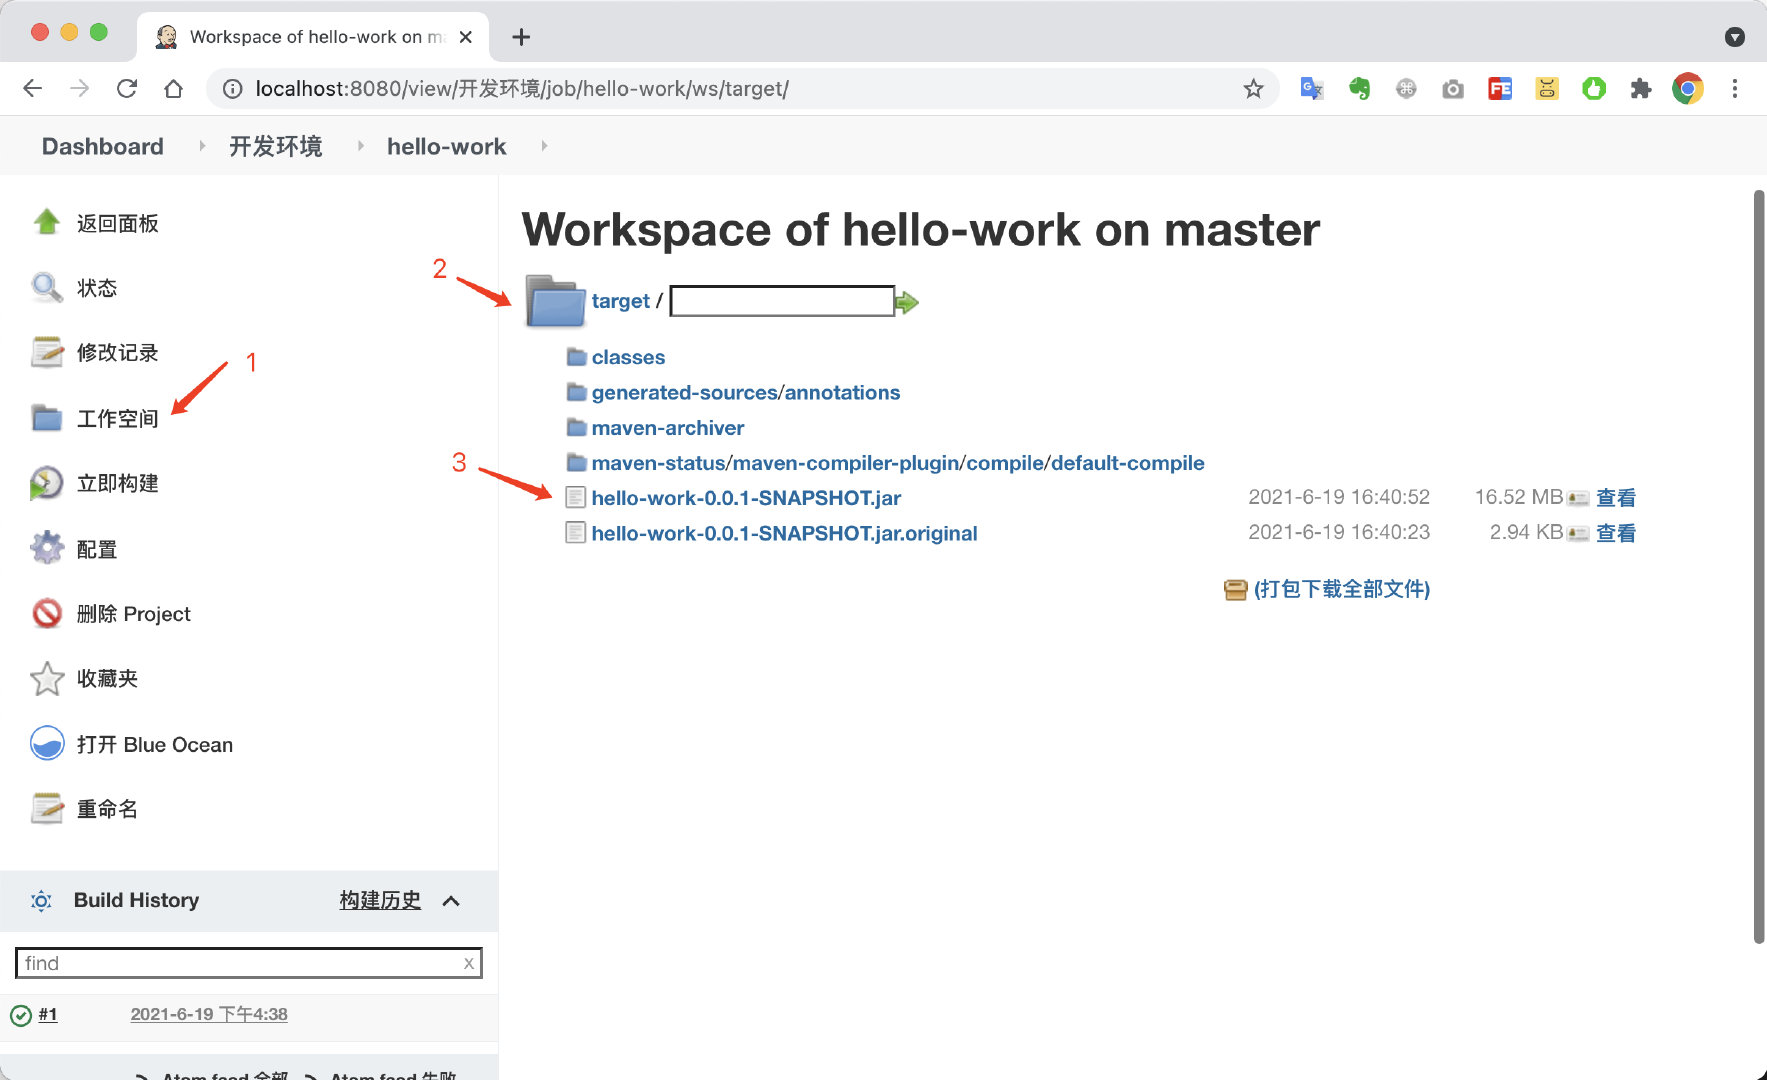 Workspace of hello-work on ma
localhost:8080/view/开发环境/job/hello-work/ws/target/
Dashboard 开发环境 hello-work
返回面板
状态
修改记录
1
工作空间
立即构建
配置
删除 Project
收藏夹
打开 Blue Ocean
重命名
Build History 构建历史
find x
#1 2021-6-19 下午4:38
Atom feed 全部 Atom feed 失败
Workspace of hello-work on master
2
target /
classes
generated-sources/annotations
maven-archiver
maven-status/maven-compiler-plugin/compile/default-compile
3
hello-work-0.0.1-SNAPSHOT.jar 2021-6-19 16:40:52 16.52 MB 查看
hello-work-0.0.1-SNAPSHOT.jar.original 2021-6-19 16:40:23 2.94 KB 查看
(打包下载全部文件)